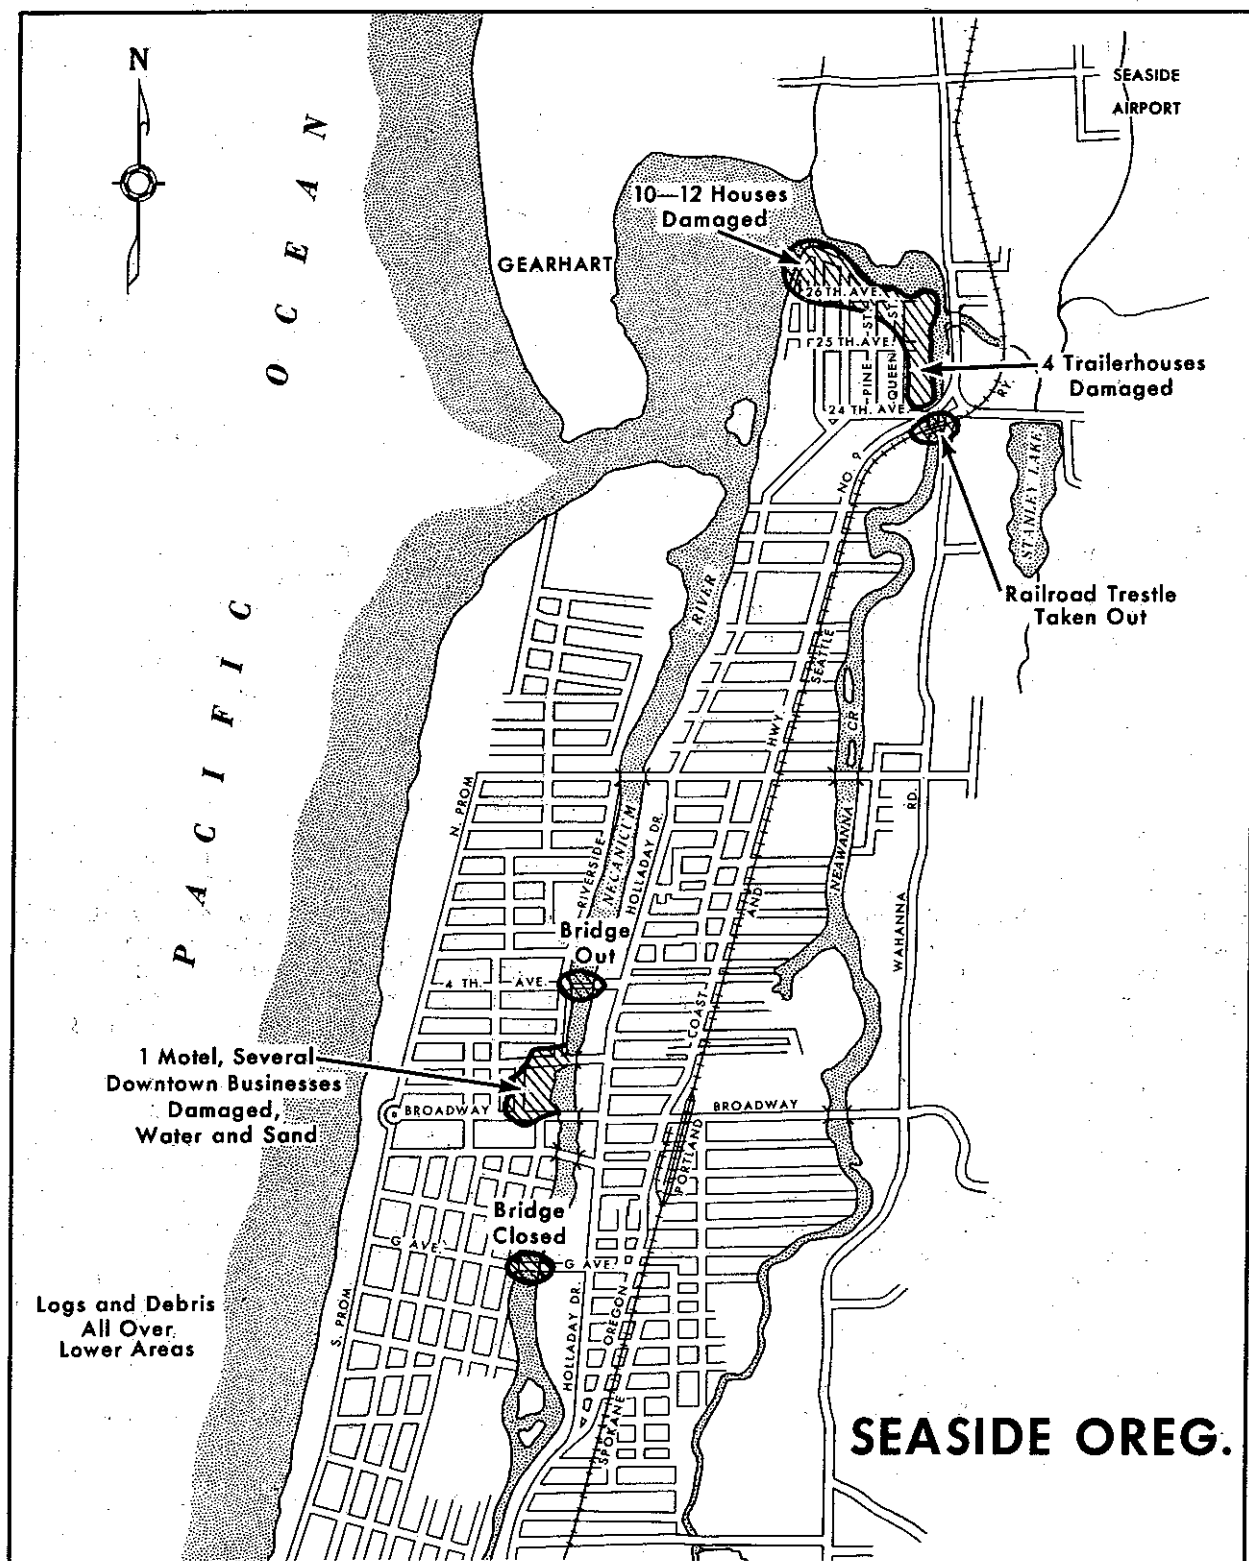 N
SEASIDE
AIRPORT
PACIFIC OCEAN
10—12 Houses
Damaged
GEARHART
26TH. AVE.
PINE ST.
QUEEN ST.
25 TH. AVE.
4 Trailerhouses
Damaged
24 TH. AVE.
RY.
NO. 9
STANLEY LAKE
Railroad Trestle
Taken Out
RIVER
SEATTLE
HWY.
CR.
N. PROM
RIVERSIDE
NECANICUM
HOLLADAY DR.
AND
NEAWANNA
RD.
WAHANNA
Bridge
Out
4 TH. AVE.
COAST
1 Motel, Several
Downtown Businesses
Damaged,
Water and Sand
BROADWAY
BROADWAY
PORTLAND
Bridge
Closed
G AVE.
G AVE.
Logs and Debris
All Over
Lower Areas
S. PROM
HOLLADAY DR.
OREGON
SPOKANE
SEASIDE OREG.